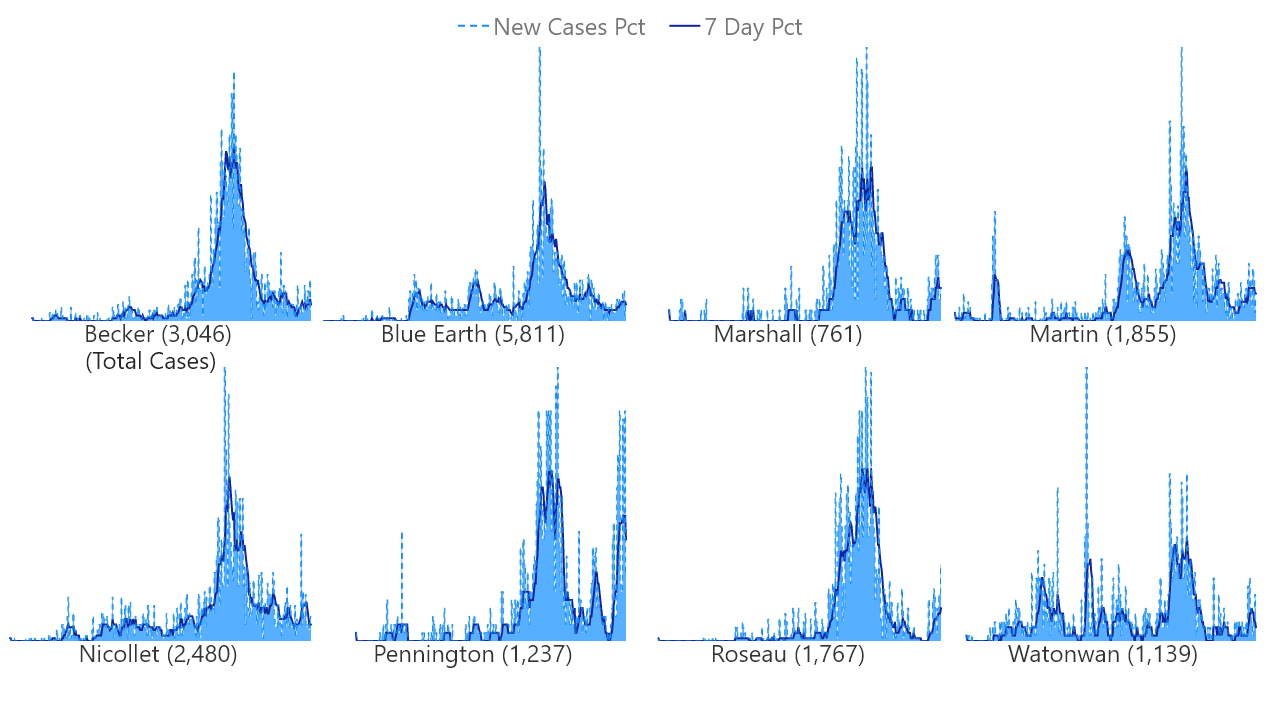 New Cases Pct 7 Day Pct
Becker (3,046) Blue Earth (5,811) Marshall (761) Martin (1,855)
(Total Cases)
Nicollet (2,480) Pennington (1,237) Roseau (1,767) Watonwan (1,139)